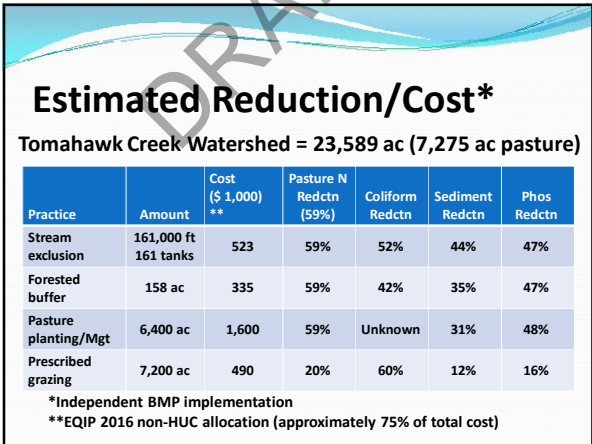 DRA
Estimated Reduction/Cost*
Tomahawk Creek Watershed = 23,589 ac (7,275 ac pasture)
Practice Amount Cost ($ 1,000) ** Pasture N Redctn (59%) Coliform Redctn Sediment Redctn Phos Redctn
Stream exclusion 161,000 ft 161 tanks 523 59% 52% 44% 47%
Forested buffer 158 ac 335 59% 42% 35% 47%
Pasture planting/Mgt 6,400 ac 1,600 59% Unknown 31% 48%
Prescribed grazing 7,200 ac 490 20% 60% 12% 16%
*Independent BMP implementation
**EQIP 2016 non-HUC allocation (approximately 75% of total cost)